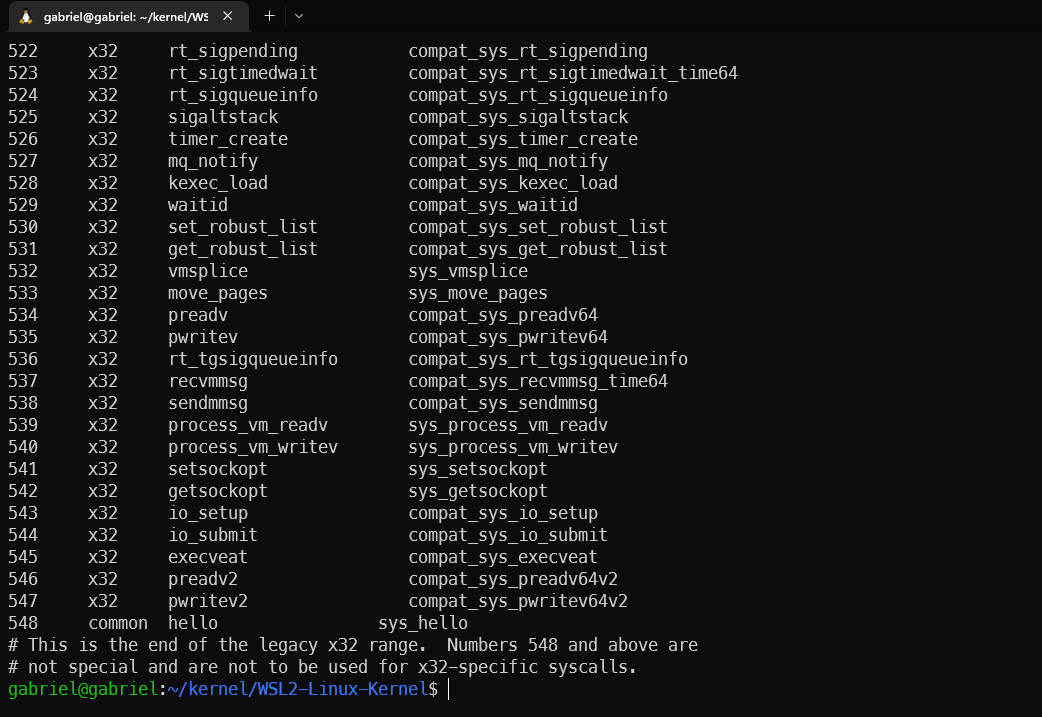 gabriel@gabriel: ~/kernel/WS
522 x32 rt_sigpending compat_sys_rt_sigpending
523 x32 rt_sigtimedwait compat_sys_rt_sigtimedwait_time64
524 x32 rt_sigqueueinfo compat_sys_rt_sigqueueinfo
525 x32 sigaltstack compat_sys_sigaltstack
526 x32 timer_create compat_sys_timer_create
527 x32 mq_notify compat_sys_mq_notify
528 x32 kexec_load compat_sys_kexec_load
529 x32 waitid compat_sys_waitid
530 x32 set_robust_list compat_sys_set_robust_list
531 x32 get_robust_list compat_sys_get_robust_list
532 x32 vmsplice sys_vmsplice
533 x32 move_pages sys_move_pages
534 x32 preadv compat_sys_preadv64
535 x32 pwritev compat_sys_pwritev64
536 x32 rt_tgsigqueueinfo compat_sys_rt_tgsigqueueinfo
537 x32 recvmmsg compat_sys_recvmmsg_time64
538 x32 sendmmsg compat_sys_sendmmsg
539 x32 process_vm_readv sys_process_vm_readv
540 x32 process_vm_writev sys_process_vm_writev
541 x32 setsockopt sys_setsockopt
542 x32 getsockopt sys_getsockopt
543 x32 io_setup compat_sys_io_setup
544 x32 io_submit compat_sys_io_submit
545 x32 execveat compat_sys_execveat
546 x32 preadv2 compat_sys_preadv64v2
547 x32 pwritev2 compat_sys_pwritev64v2
548 common hello sys_hello
# This is the end of the legacy x32 range.  Numbers 548 and above are
# not special and are not to be used for x32-specific syscalls.
gabriel@gabriel:~/kernel/WSL2-Linux-Kernel$